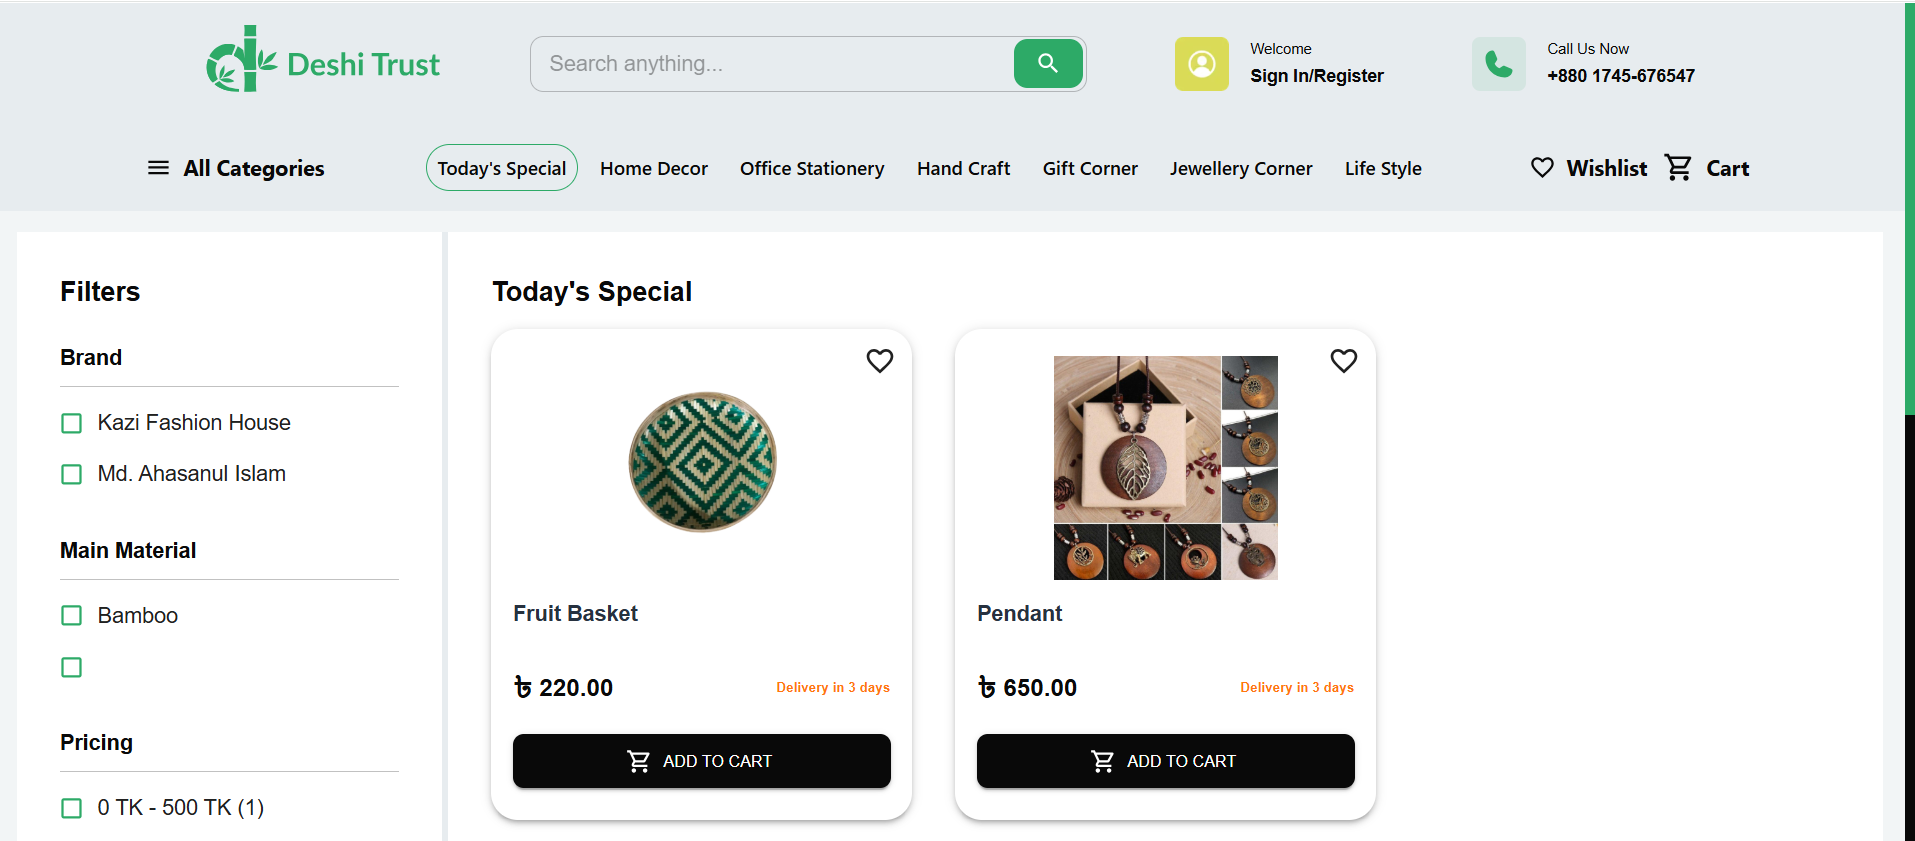 Deshi Trust
Search anything...
Welcome
Sign In/Register
Call Us Now
+880 1745-676547
All Categories
Today's Special
Home Decor
Office Stationery
Hand Craft
Gift Corner
Jewellery Corner
Life Style
Wishlist
Cart
Filters
Brand
Kazi Fashion House
Md. Ahasanul Islam
Main Material
Bamboo
Pricing
0 TK - 500 TK (1)
Today's Special
Fruit Basket
৳ 220.00
Delivery in 3 days
ADD TO CART
Pendant
৳ 650.00
Delivery in 3 days
ADD TO CART